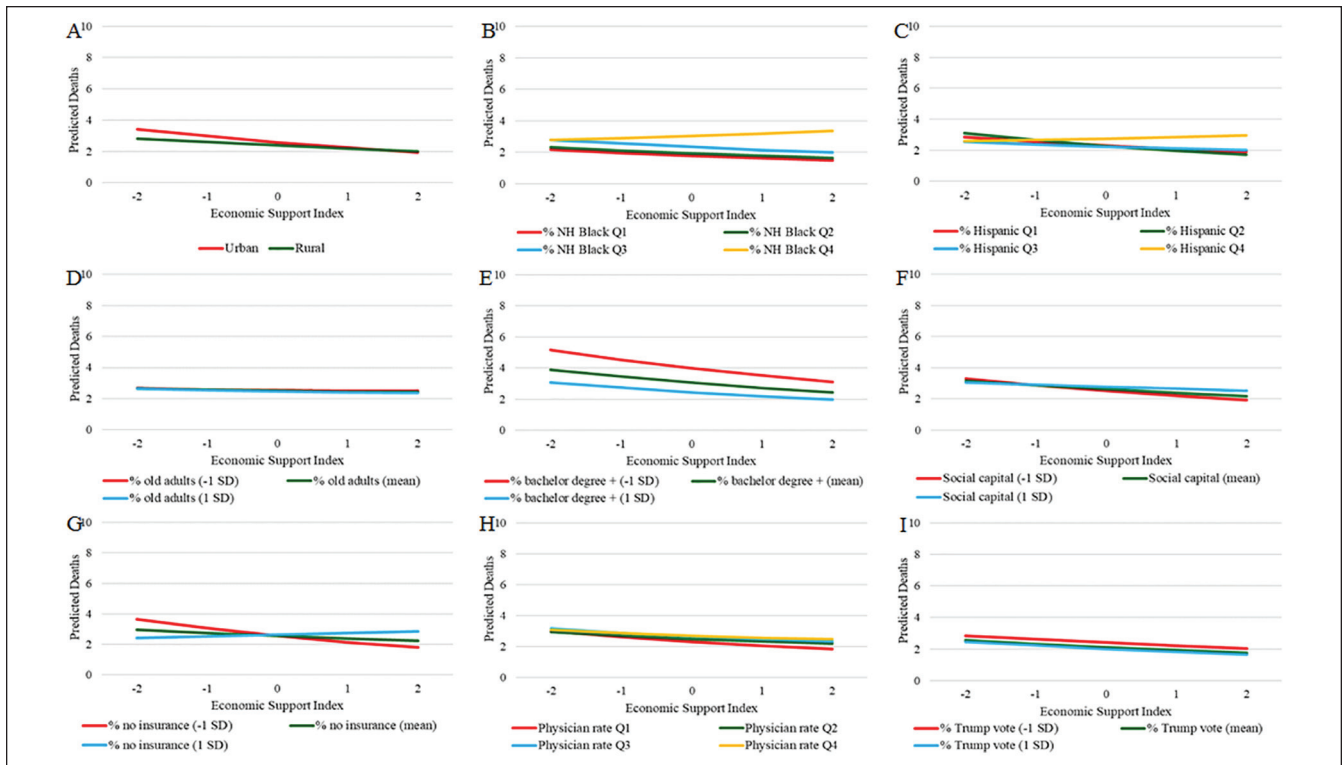 A
Predicted Deaths
10
8
6
4
2
0
-2 -1 0 1 2
Economic Support Index
Urban Rural
B
Predicted Deaths
10
8
6
4
2
0
-2 -1 0 1 2
Economic Support Index
% NH Black Q1 % NH Black Q2
% NH Black Q3 % NH Black Q4
C
Predicted Deaths
10
8
6
4
2
0
-2 -1 0 1 2
Economic Support Index
% Hispanic Q1 % Hispanic Q2
% Hispanic Q3 % Hispanic Q4
D
Predicted Deaths
10
8
6
4
2
0
-2 -1 0 1 2
Economic Support Index
% old adults (-1 SD) % old adults (mean)
% old adults (1 SD)
E
Predicted Deaths
10
8
6
4
2
0
-2 -1 0 1 2
Economic Support Index
% bachelor degree + (-1 SD) % bachelor degree + (mean)
% bachelor degree + (1 SD)
F
Predicted Deaths
10
8
6
4
2
0
-2 -1 0 1 2
Economic Support Index
Social capital (-1 SD) Social capital (mean)
Social capital (1 SD)
G
Predicted Deaths
10
8
6
4
2
0
-2 -1 0 1 2
Economic Support Index
% no insurance (-1 SD) % no insurance (mean)
% no insurance (1 SD)
H
Predicted Deaths
10
8
6
4
2
0
-2 -1 0 1 2
Economic Support Index
Physician rate Q1 Physician rate Q2
Physician rate Q3 Physician rate Q4
I
Predicted Deaths
10
8
6
4
2
0
-2 -1 0 1 2
Economic Support Index
% Trump vote (-1 SD) % Trump vote (mean)
% Trump vote (1 SD)